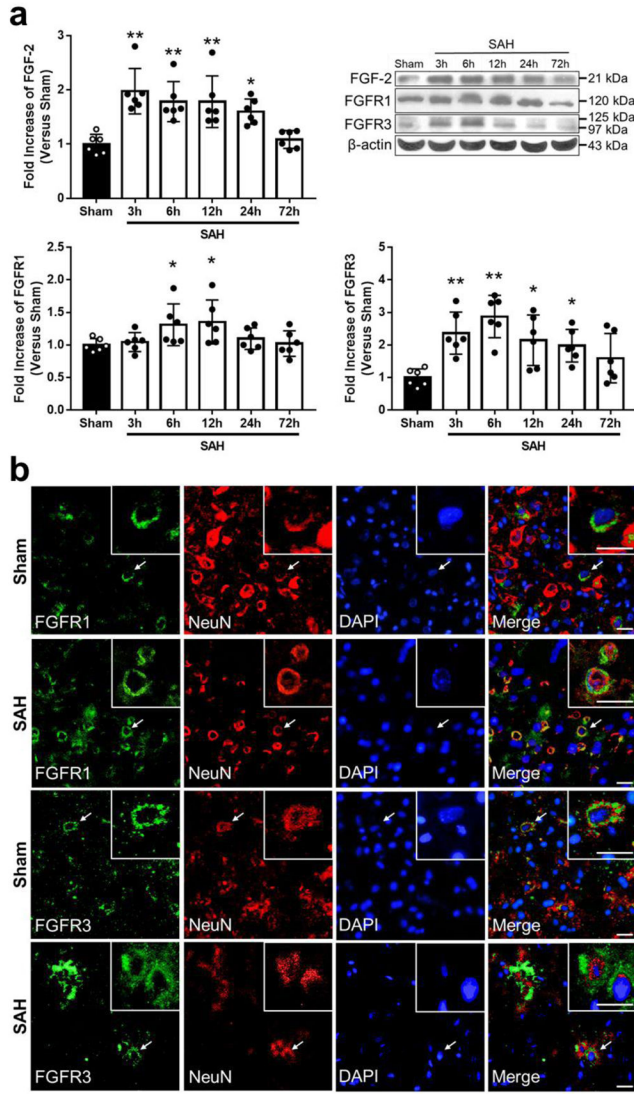 a
Fold Increase of FGF-2
(Versus Sham)
3
2
1
0
**
**
**
*
Sham 3h 6h 12h 24h 72h
SAH
SAH
Sham 3h 6h 12h 24h 72h
FGF-2
21 kDa
FGFR1
120 kDa
FGFR3
125 kDa
97 kDa
β-actin
43 kDa
Fold Increase of FGFR1
(Versus Sham)
2.5
2.0
1.5
1.0
0.5
0.0
*
*
Sham 3h 6h 12h 24h 72h
SAH
Fold Increase of FGFR3
(Versus Sham)
5
4
3
2
1
0
**
**
*
*
Sham 3h 6h 12h 24h 72h
SAH
b
Sham
FGFR1 NeuN DAPI Merge
SAH
FGFR1 NeuN DAPI Merge
Sham
FGFR3 NeuN DAPI Merge
SAH
FGFR3 NeuN DAPI Merge